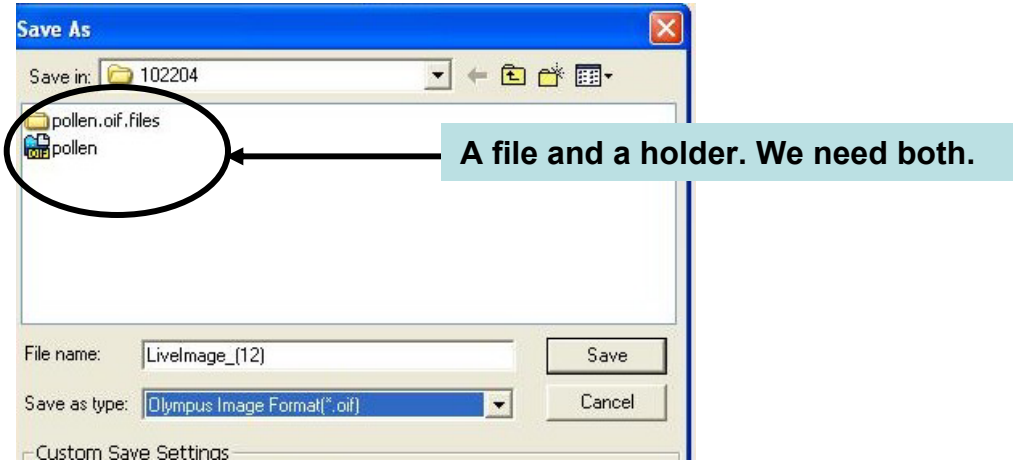 Save As
Save in: 102204
pollen.oif.files
OIF pollen
A file and a holder. We need both.
File name: LiveImage_(12) Save
Save as type: Olympus Image Format(*.oif) Cancel
Custom Save Settings